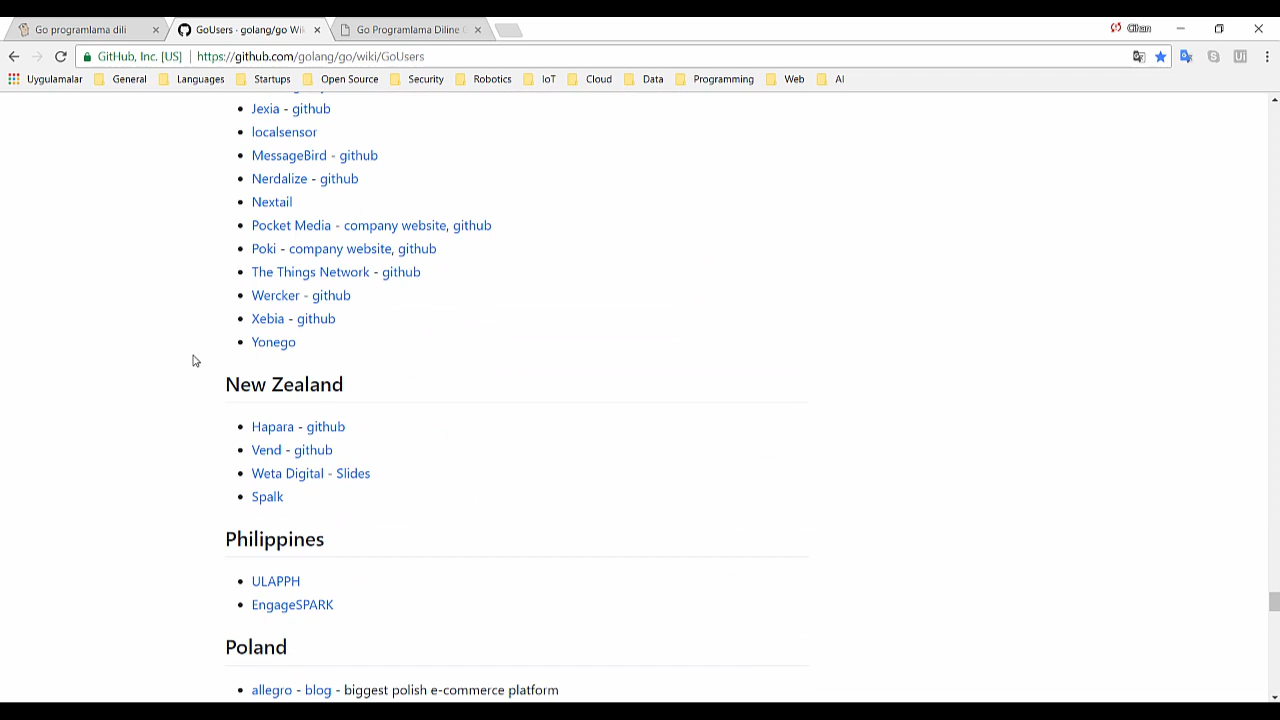 Go programlama dili
GoUsers · golang/go Wi
Go Programlama Diline
Cihan
GitHub, Inc. [US] https://github.com/golang/go/wiki/GoUsers
Uygulamalar General Languages Startups Open Source Security Robotics IoT Cloud Data Programming Web AI
Jexia - github
localsensor
MessageBird - github
Nerdalize - github
Nextail
Pocket Media - company website, github
Poki - company website, github
The Things Network - github
Wercker - github
Xebia - github
Yonego
New Zealand
Hapara - github
Vend - github
Weta Digital - Slides
Spalk
Philippines
ULAPPH
EngageSPARK
Poland
allegro - blog - biggest polish e-commerce platform